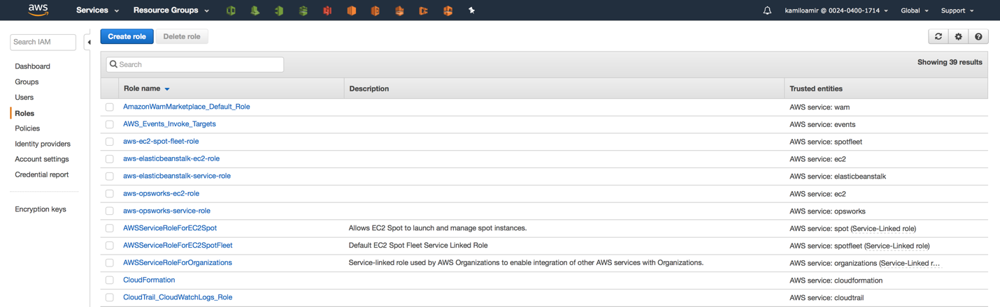 aws Services Resource Groups kamiloamir @ 0024-0400-1714 Global Support
Search IAM
Dashboard
Groups
Users
Roles
Policies
Identity providers
Account settings
Credential report
Encryption keys
Create role Delete role
Search
Showing 39 results
Role name Description Trusted entities
AmazonWamMarketplace_Default_Role AWS service: wam
AWS_Events_Invoke_Targets AWS service: events
aws-ec2-spot-fleet-role AWS service: spotfleet
aws-elasticbeanstalk-ec2-role AWS service: ec2
aws-elasticbeanstalk-service-role AWS service: elasticbeanstalk
aws-opsworks-ec2-role AWS service: ec2
aws-opsworks-service-role AWS service: opsworks
AWSServiceRoleForEC2Spot Allows EC2 Spot to launch and manage spot instances. AWS service: spot (Service-Linked role)
AWSServiceRoleForEC2SpotFleet Default EC2 Spot Fleet Service Linked Role AWS service: spotfleet (Service-Linked role)
AWSServiceRoleForOrganizations Service-linked role used by AWS Organizations to enable integration of other AWS services with Organizations. AWS service: organizations (Service-Linked r...
CloudFormation AWS service: cloudformation
CloudTrail_CloudWatchLogs_Role AWS service: cloudtrail